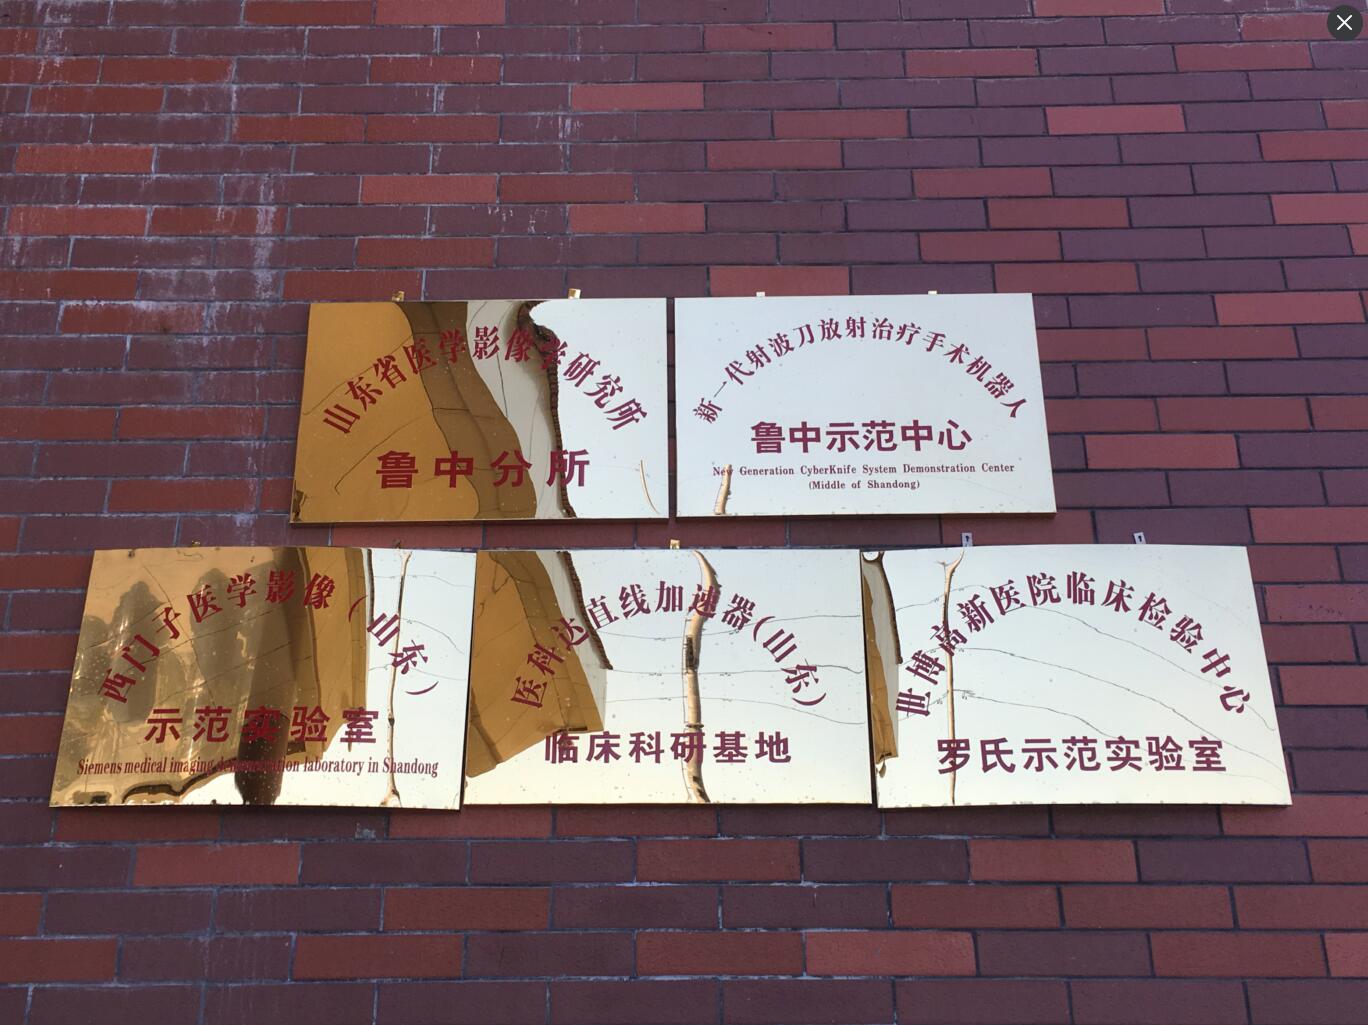 山东省医学影像学研究所
鲁中分所
新一代射波刀放射治疗手术机器人
鲁中示范中心
New Generation CyberKnife System Demonstration Center
(Middle of Shandong)
西门子医学影像（山东）
示范实验室
Siemens medical imaging demonstration laboratory in Shandong
医科达直线加速器(山东)
临床科研基地
世博高新医院临床检验中心
罗氏示范实验室